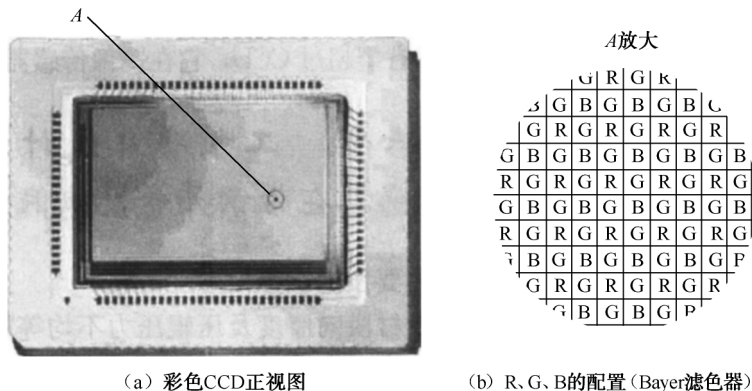 A
A放大
G R G R
B G B G B G B G
G R G R G R G R
G B G B G B G B G B
R G R G R G R G R G
G B G B G B G B G B
R G R G R G R G R G
G B G B G B G B G B
G R G R G R G R
G B G B G B
(a) 彩色CCD正视图
(b) R、G、B的配置(Bayer滤色器)